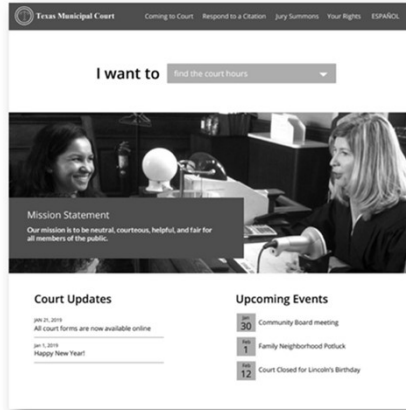 Texas Municipal Court
Coming to Court
Respond to a Citation
Jury Summons
Your Rights
ESPAÑOL
I want to
find the court hours
Mission Statement
Our mission is to be neutral, courteous, helpful, and fair for
all members of the public.
Court Updates
JAN 21, 2019
All court forms are now available online
Jan 1, 2019
Happy New Year!
Upcoming Events
Jan
30
Community Board meeting
Feb
1
Family Neighborhood Potluck
Feb
12
Court Closed for Lincoln's Birthday